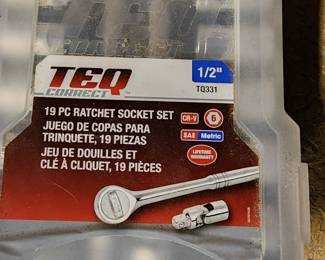 TEQ
CORRECT
1/2"
TQ331
19 PC RATCHET SOCKET SET
JUEGO DE COPAS PARA
TRINQUETE, 19 PIEZAS
JEU DE DOUILLES ET
CLÉ À CLIQUET, 19 PIÈCES
CR-V
6
SAE Metric
LIFETIME
WARRANTY